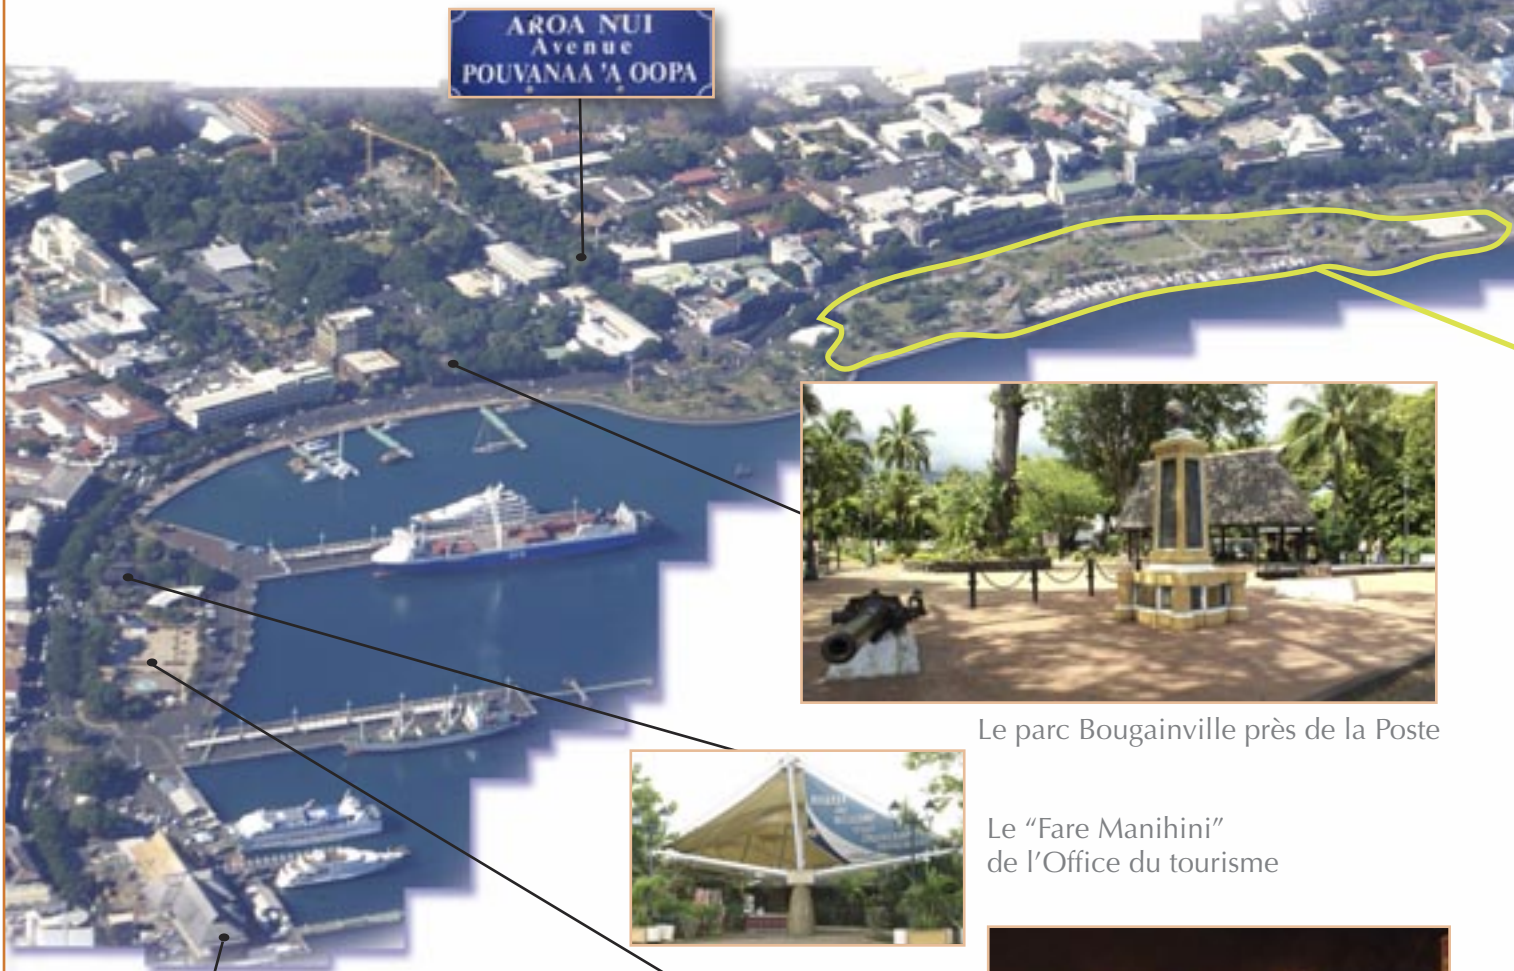 AROA NUI
Avenue
POUVANAA 'A OOPA
Le parc Bougainville près de la Poste
Le “Fare Manihini”
de l’Office du tourisme